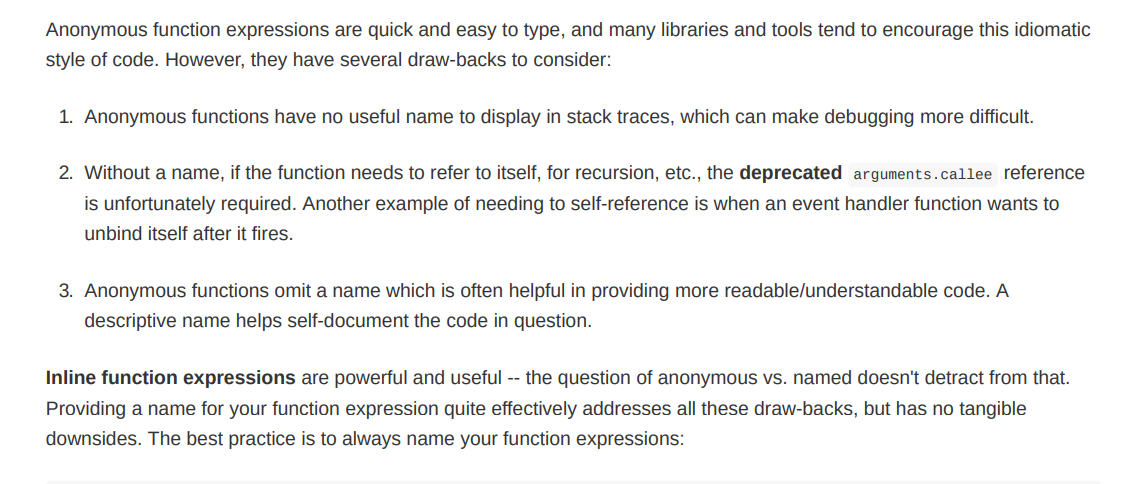 Anonymous function expressions are quick and easy to type, and many libraries and tools tend to encourage this idiomatic
style of code. However, they have several draw-backs to consider:
1. Anonymous functions have no useful name to display in stack traces, which can make debugging more difficult.
2. Without a name, if the function needs to refer to itself, for recursion, etc., the deprecated arguments.callee reference
is unfortunately required. Another example of needing to self-reference is when an event handler function wants to
unbind itself after it fires.
3. Anonymous functions omit a name which is often helpful in providing more readable/understandable code. A
descriptive name helps self-document the code in question.
Inline function expressions are powerful and useful -- the question of anonymous vs. named doesn't detract from that.
Providing a name for your function expression quite effectively addresses all these draw-backs, but has no tangible
downsides. The best practice is to always name your function expressions: